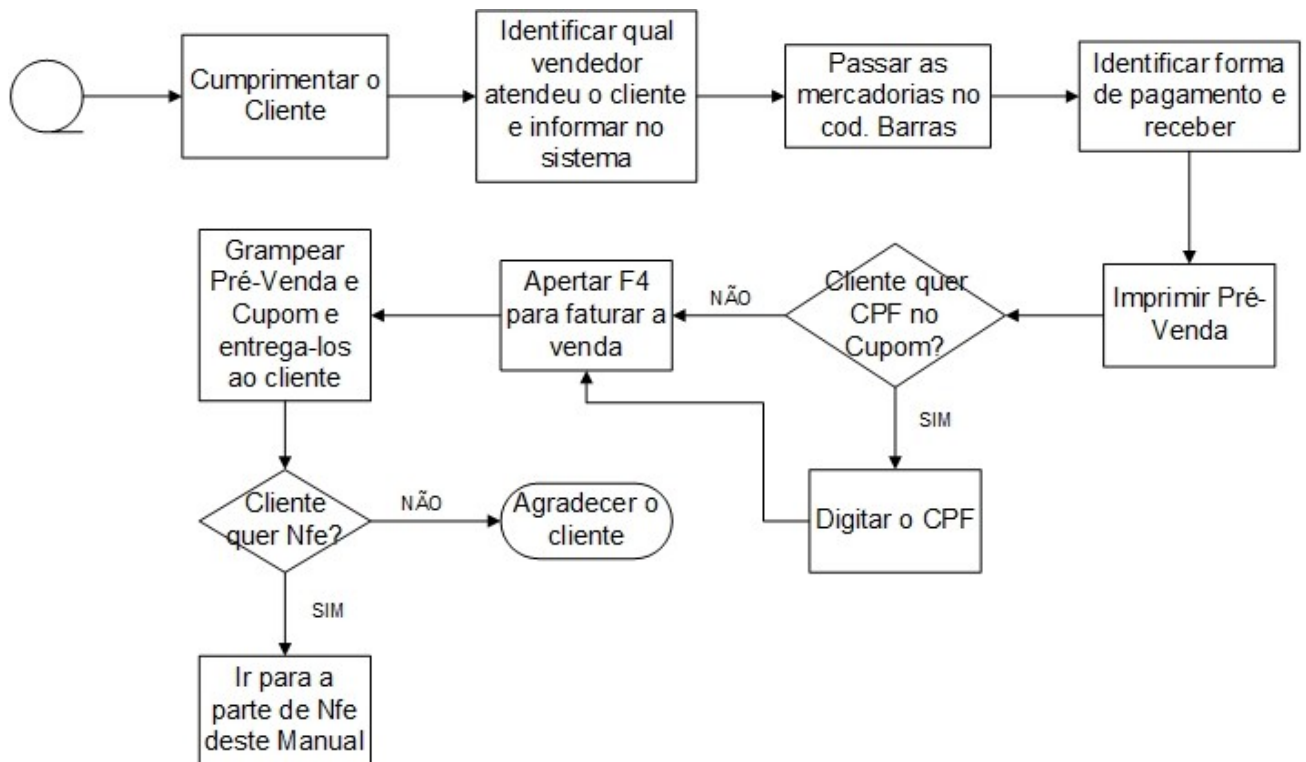 Cumprimentar o
Cliente
Identificar qual
vendedor
atendeu o cliente
e informar no
sistema
Passar as
mercadorias no
cod. Barras
Identificar forma
de pagamento e
receber
Imprimir Pré-
Venda
Cliente quer
CPF no
Cupom?
NÃO
SIM
Digitar o CPF
Apertar F4
para faturar a
venda
Grampear
Pré-Venda e
Cupom e
entrega-los
ao cliente
Cliente
quer Nfe?
NÃO
Agradecer o
cliente
SIM
Ir para a
parte de Nfe
deste Manual